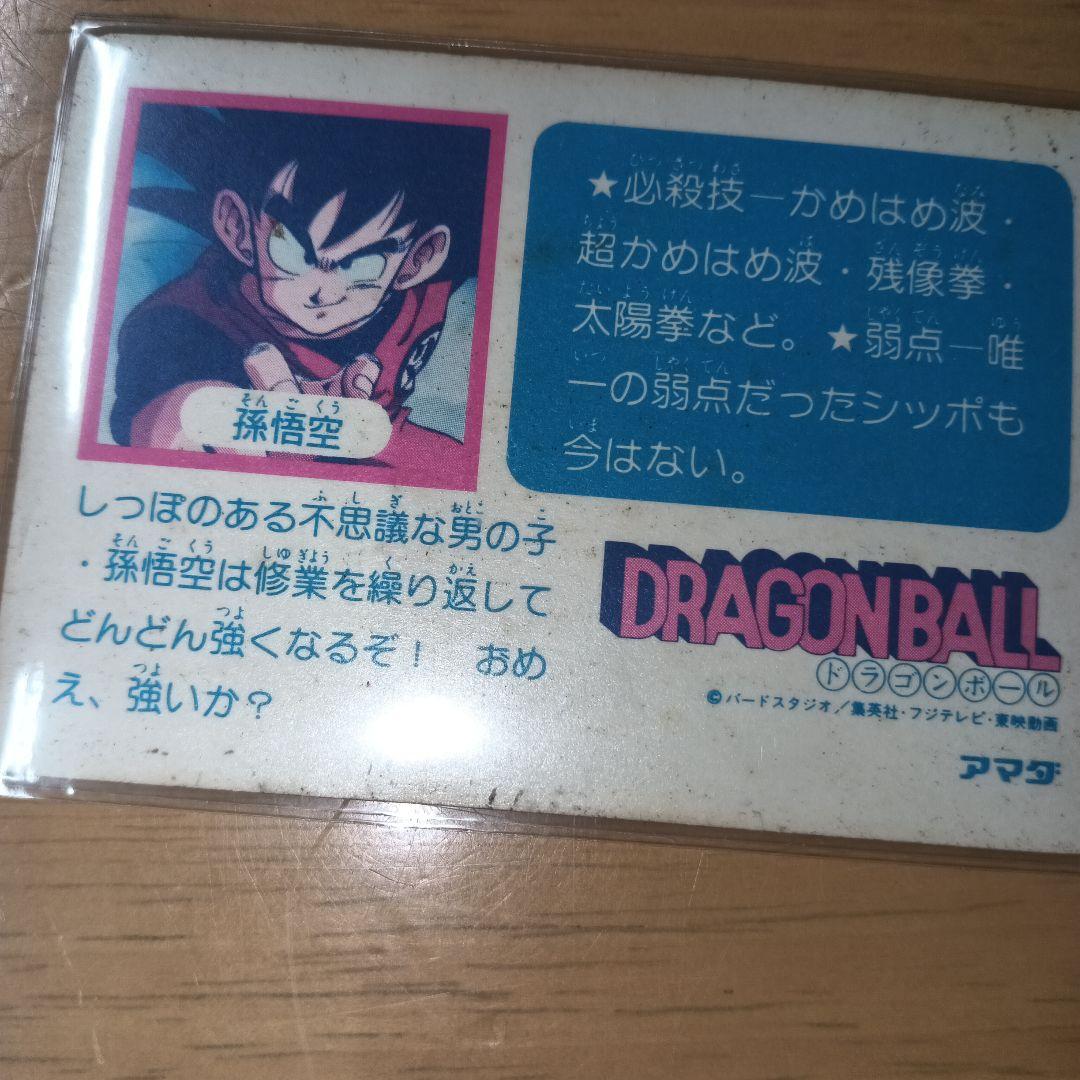 孫悟空
そんごくう
★必殺技―かめはめ波・
超かめはめ波・残像拳・
太陽拳など。★弱点―唯
一の弱点だったシッポも
今はない。
しっぽのある不思議な男の子
・孫悟空は修業を繰り返して
どんどん強くなるぞ! おめ
え、強いか?
DRAGON BALL
ドラゴンボール
©バードスタジオ/集英社・フジテレビ・東映動画
アマダ